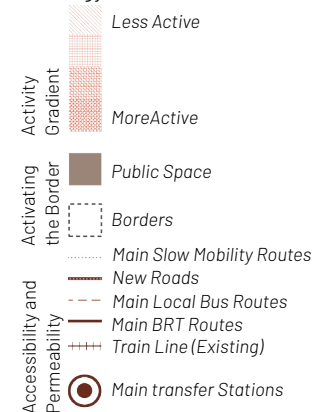 Activity
Gradient
Less Active
MoreActive
Activating
the Border
Public Space
Borders
Accessibility and
Permeability
Main Slow Mobility Routes
New Roads
Main Local Bus Routes
Main BRT Routes
Train Line (Existing)
Main transfer Stations